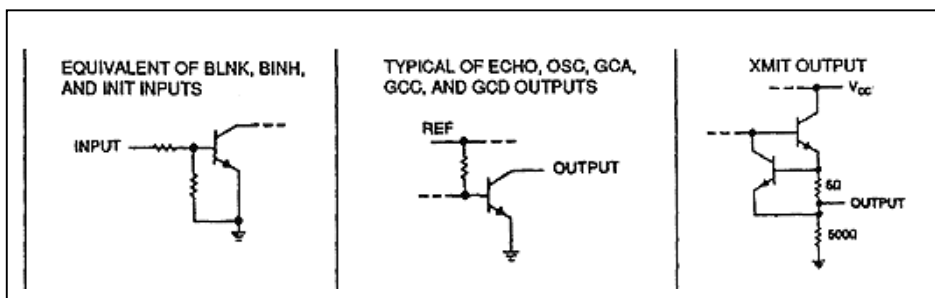 EQUIVALENT OF BLNK, BINH,
AND INIT INPUTS
INPUT
TYPICAL OF ECHO, OSC, GCA,
GCC, AND GCD OUTPUTS
REF
OUTPUT
XMIT OUTPUT
VCC
6Ω
OUTPUT
500Ω